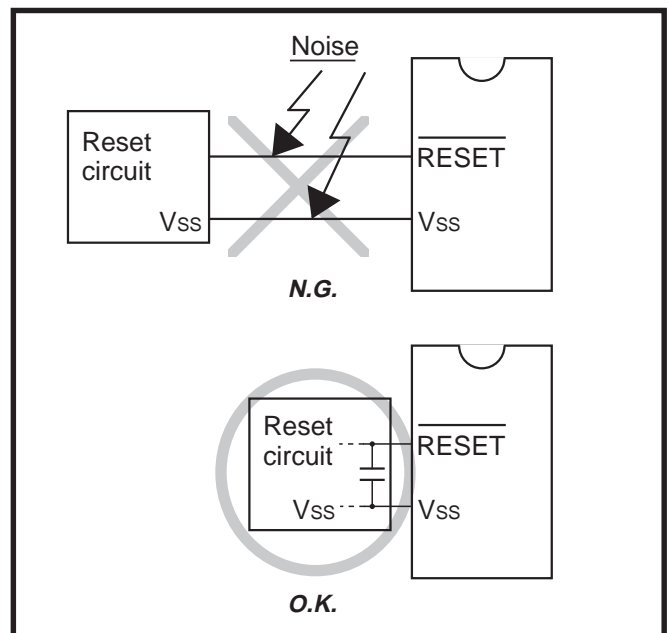 Noise
Reset
circuit
RESET
Vss
Vss
N.G.
Reset
circuit
RESET
Vss
Vss
O.K.